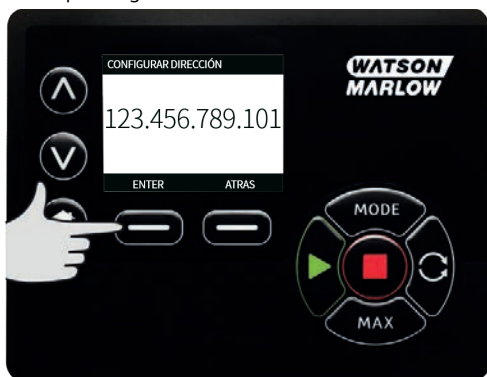 CONFIGURAR DIRECCIÓN
WATSON
MARLOW
123.456.789.101
ENTER ATRAS
MODE
MAX